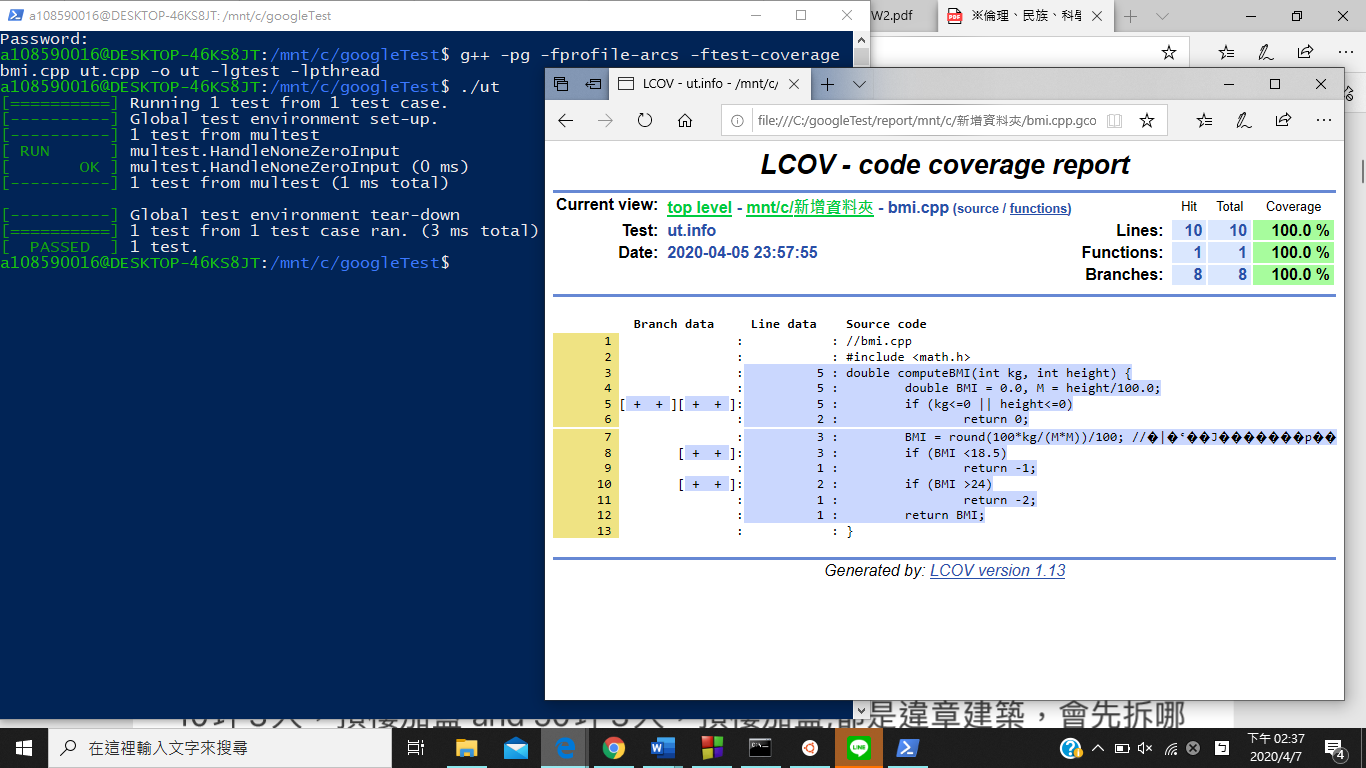 a108590016@DESKTOP-46KS8JT: /mnt/c/googleTest
Password:
a108590016@DESKTOP-46KS8JT:/mnt/c/googleTest$ g++ -pg -fprofile-arcs -ftest-coverage
bmi.cpp ut.cpp -o ut -lgtest -lpthread
a108590016@DESKTOP-46KS8JT:/mnt/c/googleTest$ ./ut
[==========] Running 1 test from 1 test case.
[----------] Global test environment set-up.
[----------] 1 test from multest
[ RUN      ] multest.HandleNoneZeroInput
[       OK ] multest.HandleNoneZeroInput (0 ms)
[----------] 1 test from multest (1 ms total)
[----------] Global test environment tear-down
[==========] 1 test from 1 test case ran. (3 ms total)
[  PASSED  ] 1 test.
a108590016@DESKTOP-46KS8JT:/mnt/c/googleTest$
W2.pdf
※倫理、民族、科學
LCOV - ut.info - /mnt/c/
file:///C:/googleTest/report/mnt/c/新增資料夾/bmi.cpp.gco
LCOV - code coverage report
Current view: top level - mnt/c/新增資料夾 - bmi.cpp (source / functions)
Hit Total Coverage
Test: ut.info
Lines: 10 10 100.0 %
Date: 2020-04-05 23:57:55
Functions: 1 1 100.0 %
Branches: 8 8 100.0 %
Branch data Line data Source code
1 : : //bmi.cpp
2 : : #include <math.h>
3 : 5 : double computeBMI(int kg, int height) {
4 : 5 : double BMI = 0.0, M = height/100.0;
5 [ + + ][ + + ]: 5 : if (kg<=0 || height<=0)
6 : 2 : return 0;
7 : 3 : BMI = round(100*kg/(M*M))/100; //
8 [ + + ]: 3 : if (BMI <18.5)
9 : 1 : return -1;
10 [ + + ]: 2 : if (BMI >24)
11 : 1 : return -2;
12 : 1 : return BMI;
13 : : }
Generated by: LCOV version 1.13
是違章建築，會先拆哪
在這裡輸入文字來搜尋
下午 02:37
2020/4/7
4